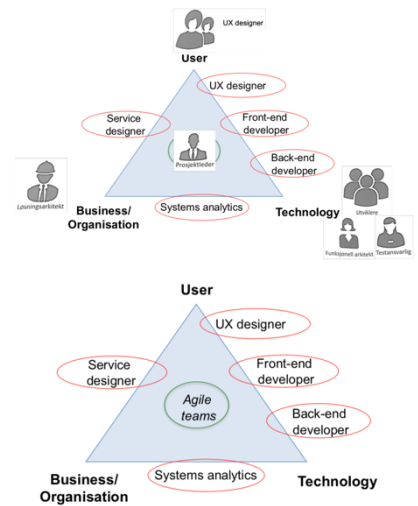 UX designer
User
UX designer
Service
designer
Front-end
developer
Prosjektleder
Back-end
developer
Løsningsarkitekt
Business/
Organisation
Systems analytics
Technology
Utviklere
Funksjonell arkitekt
Testansvarlig
User
UX designer
Service
designer
Front-end
developer
Agile
teams
Back-end
developer
Business/
Organisation
Systems analytics
Technology